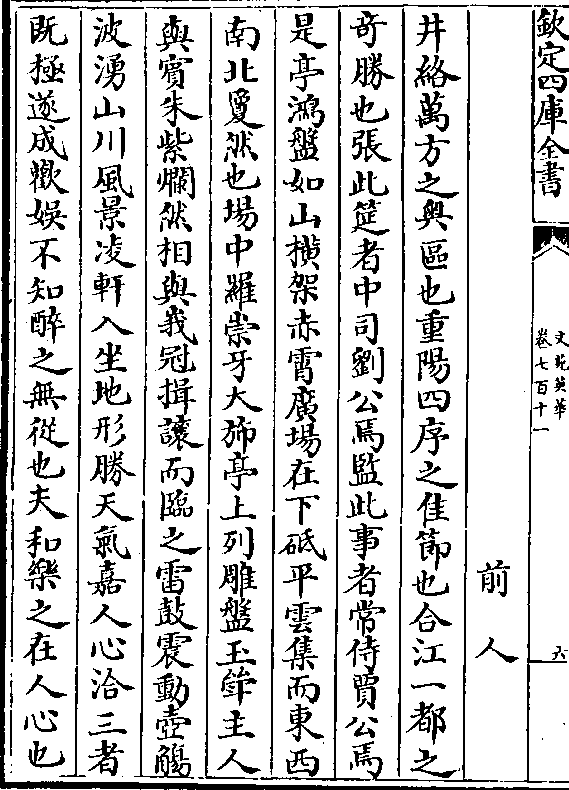 欽定四庫全書
文苑英華
卷七百十一
六
前人
井絡萬方之輿區也重陽四序之佳節也合江一都之
奇勝也張此筵者中司劉公焉監此事者常侍賈公焉
是亭鴻盤如山横架赤霄廣場在下砥平雲集而東西
南北敻然也場中羅崇牙大斾亭上列雕盤玉斝主人
與賓朱紫爛然相與峩冠揖讓而臨之雷鼓震動壺觴
波湧山川風景凌軒入坐地形勝天氣嘉人心洽三者
既極遂成歡娛不知醉之無從也夫和樂之在人心也